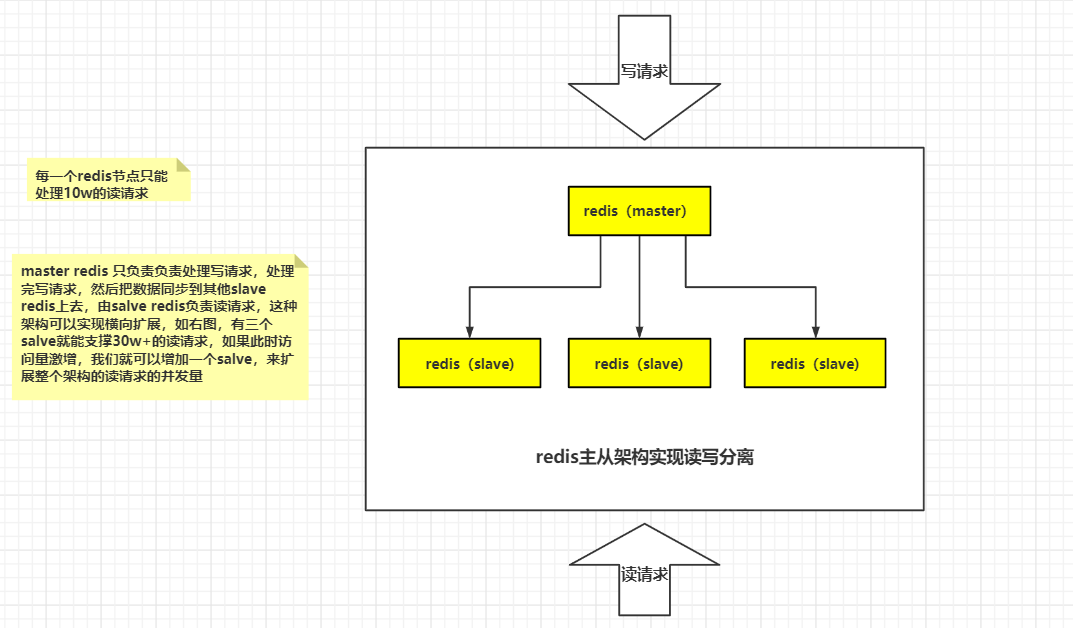 写请求
每一个redis节点只能
处理10w的读请求
redis（master）
master redis 只负责负责处理写请求，处理
完写请求，然后把数据同步到其他slave
redis上去，由salve redis负责读请求，这种
架构可以实现横向扩展，如右图，有三个
salve就能支撑30w+的读请求，如果此时访
问量激增，我们就可以增加一个salve，来扩
展整个架构的读请求的并发量
redis（slave）
redis（slave）
redis（slave）
redis主从架构实现读写分离
读请求